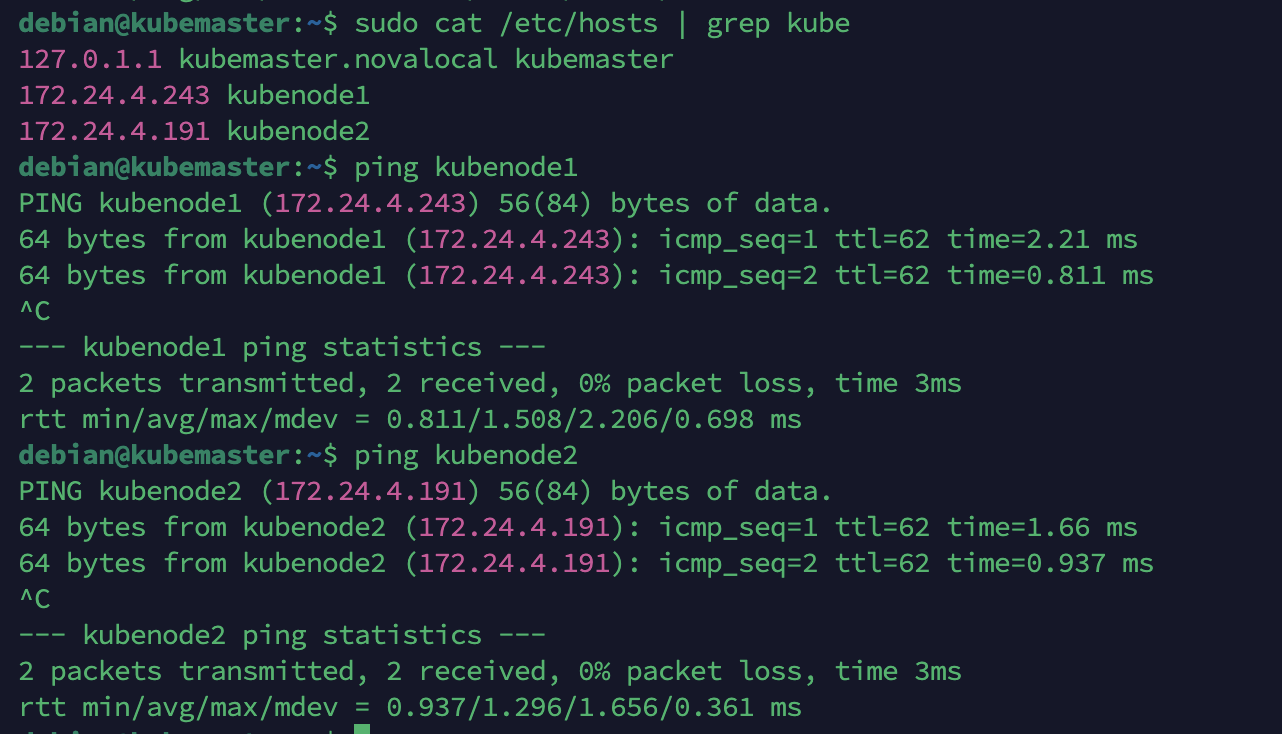 debian@kubemaster:~$ sudo cat /etc/hosts | grep kube
127.0.1.1 kubemaster.novalocal kubemaster
172.24.4.243 kubenode1
172.24.4.191 kubenode2
debian@kubemaster:~$ ping kubenode1
PING kubenode1 (172.24.4.243) 56(84) bytes of data.
64 bytes from kubenode1 (172.24.4.243): icmp_seq=1 ttl=62 time=2.21 ms
64 bytes from kubenode1 (172.24.4.243): icmp_seq=2 ttl=62 time=0.811 ms
^C
--- kubenode1 ping statistics ---
2 packets transmitted, 2 received, 0% packet loss, time 3ms
rtt min/avg/max/mdev = 0.811/1.508/2.206/0.698 ms
debian@kubemaster:~$ ping kubenode2
PING kubenode2 (172.24.4.191) 56(84) bytes of data.
64 bytes from kubenode2 (172.24.4.191): icmp_seq=1 ttl=62 time=1.66 ms
64 bytes from kubenode2 (172.24.4.191): icmp_seq=2 ttl=62 time=0.937 ms
^C
--- kubenode2 ping statistics ---
2 packets transmitted, 2 received, 0% packet loss, time 3ms
rtt min/avg/max/mdev = 0.937/1.296/1.656/0.361 ms